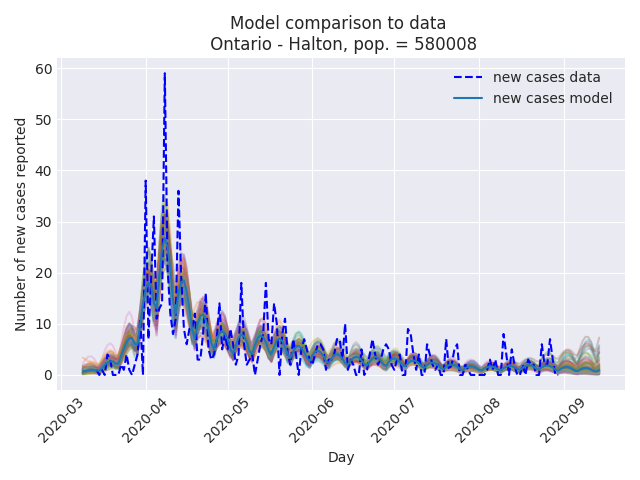 Model comparison to data
Ontario - Halton, pop. = 580008
new cases data
new cases model
Number of new cases reported
60
50
40
30
20
10
0
2020-03
2020-04
2020-05
2020-06
2020-07
2020-08
2020-09
Day